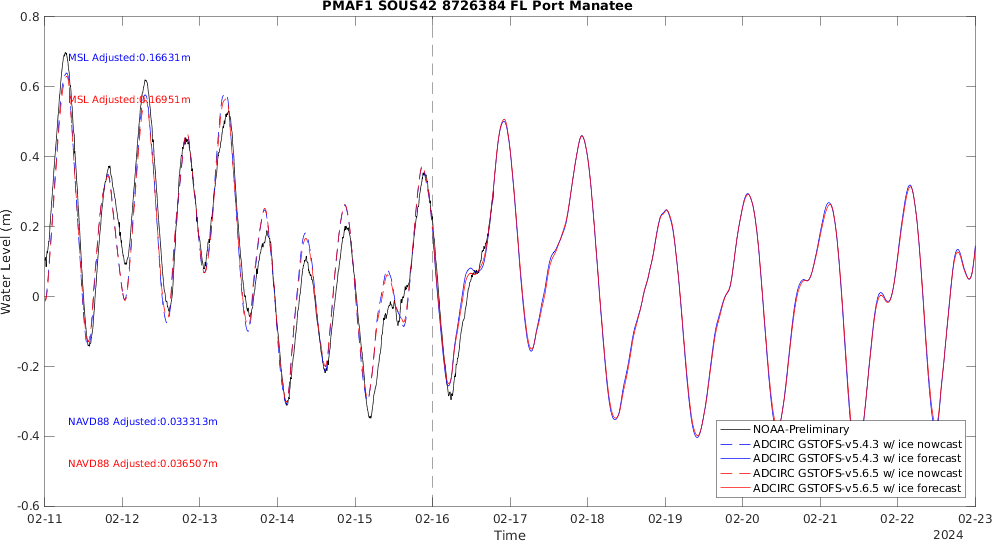 PMAF1 SOUS42 8726384 FL Port Manatee
0.8
0.6
0.4
0.2
0
-0.2
-0.4
-0.6
Water Level (m)
MSL Adjusted:0.16631m
MSL Adjusted:0.16951m
NAVD88 Adjusted:0.033313m
NAVD88 Adjusted:0.036507m
NOAA-Preliminary
ADCIRC GSTOFS-v5.4.3 w/ ice nowcast
ADCIRC GSTOFS-v5.4.3 w/ ice forecast
ADCIRC GSTOFS-v5.6.5 w/ ice nowcast
ADCIRC GSTOFS-v5.6.5 w/ ice forecast
02-11 02-12 02-13 02-14 02-15 02-16 02-17 02-18 02-19 02-20 02-21 02-22 02-23
Time
2024